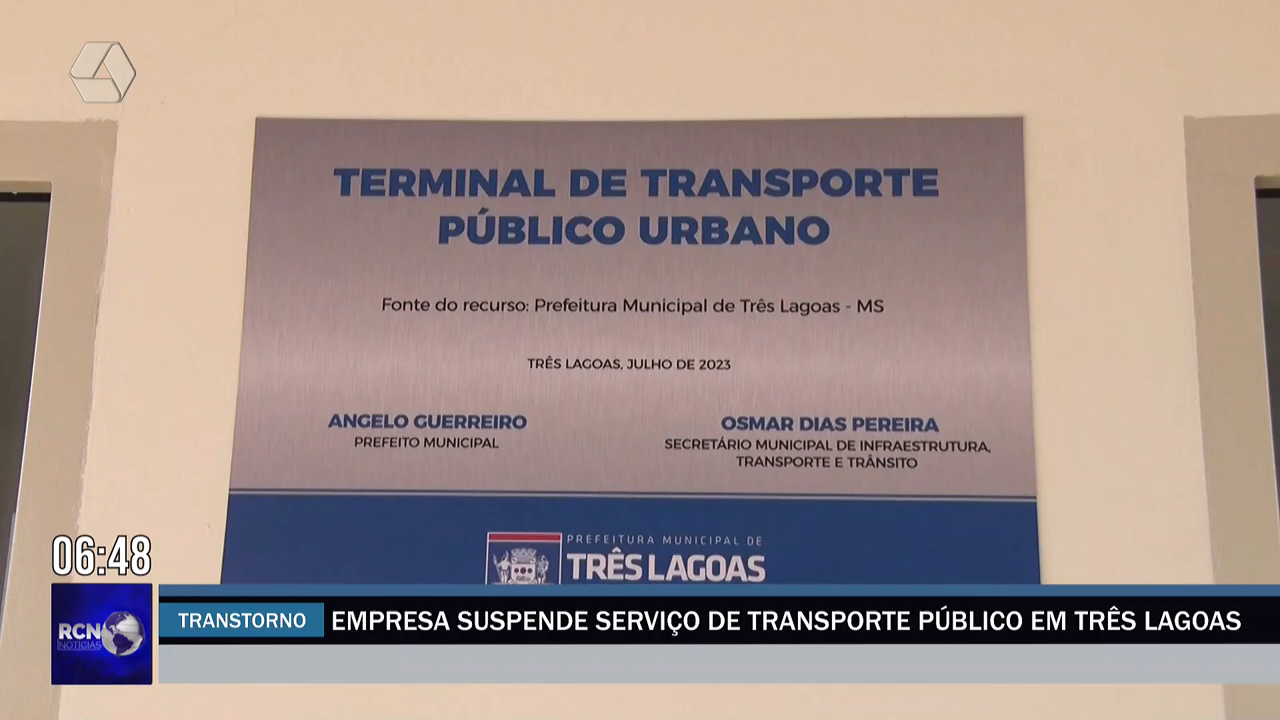 TERMINAL DE TRANSPORTE
PÚBLICO URBANO
Fonte do recurso: Prefeitura Municipal de Três Lagoas - MS
TRÊS LAGOAS, JULHO DE 2023
ANGELO GUERREIRO
PREFEITO MUNICIPAL
OSMAR DIAS PEREIRA
SECRETÁRIO MUNICIPAL DE INFRAESTRUTURA,
TRANSPORTE E TRÂNSITO
PREFEITURA MUNICIPAL DE
TRÊS LAGOAS
06:48
RCN
NOTÍCIAS
TRANSTORNO
EMPRESA SUSPENDE SERVIÇO DE TRANSPORTE PÚBLICO EM TRÊS LAGOAS